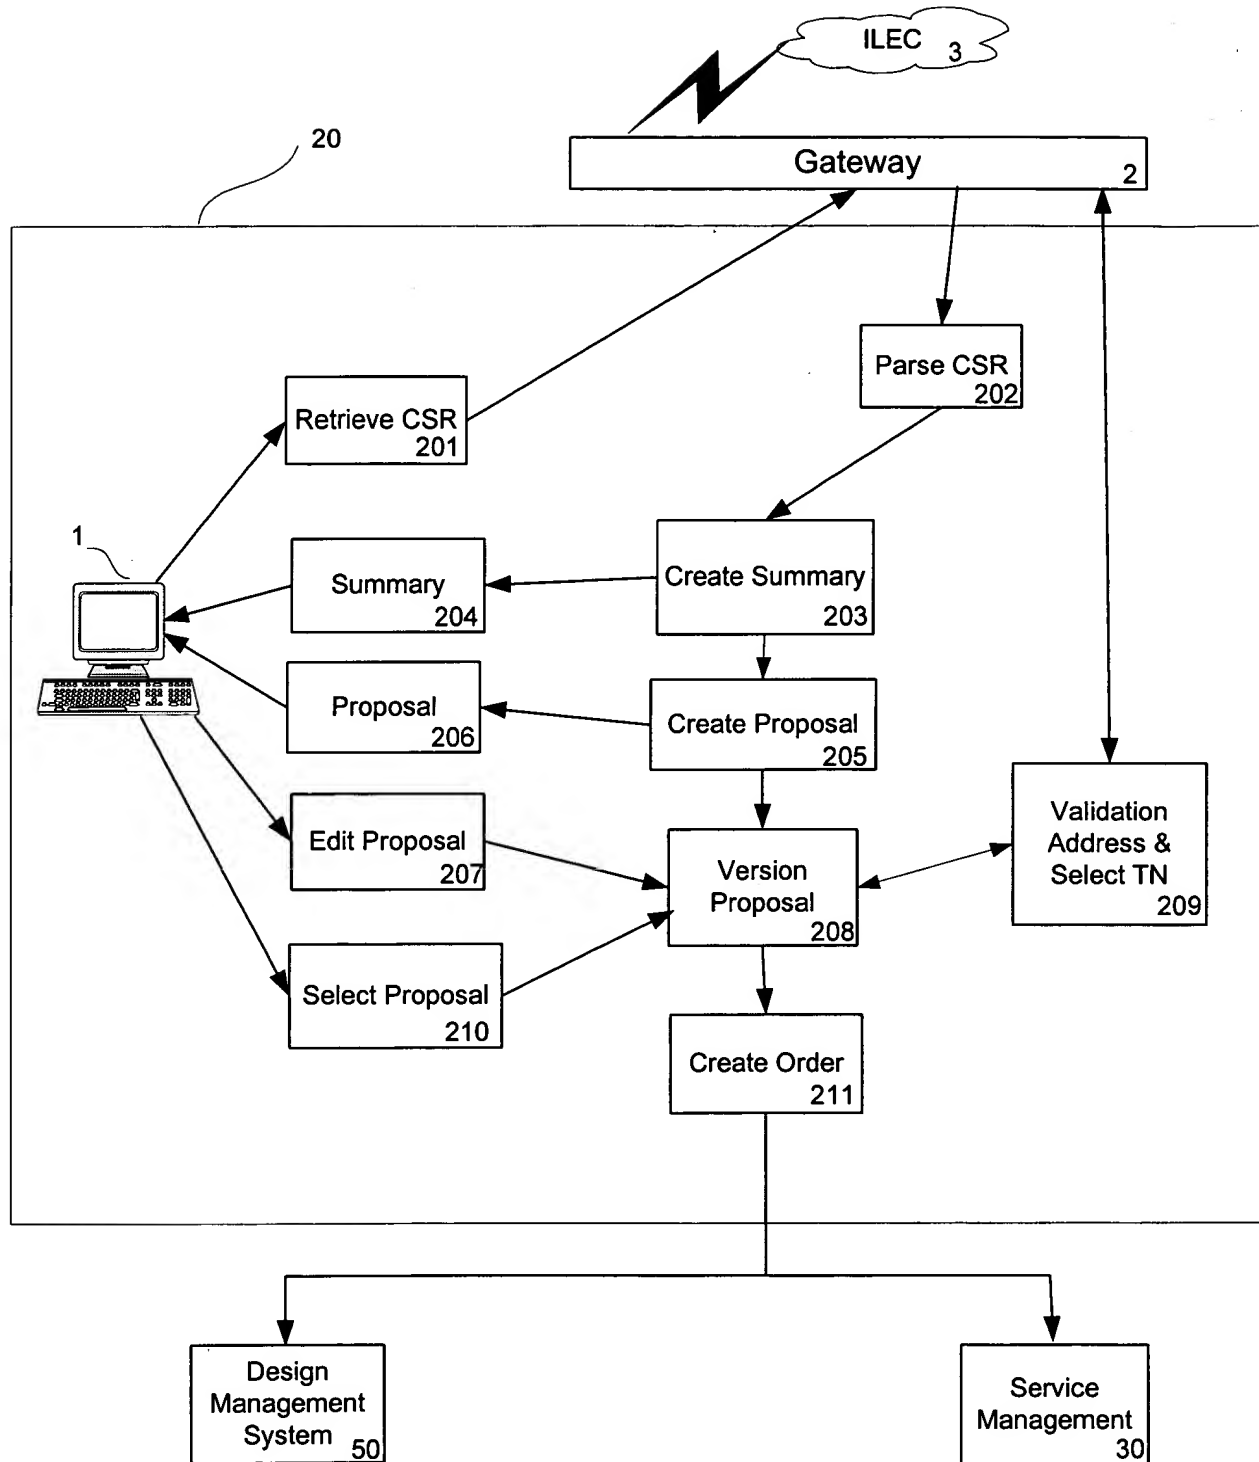 ILEC
3
20
Gateway
2
Parse CSR
202
Retrieve CSR
201
1
Summary
204
Create Summary
203
Proposal
206
Create Proposal
205
Edit Proposal
207
Version
Proposal
208
Validation
Address &
Select TN
209
Select Proposal
210
Create Order
211
Design
Management
System
50
Service
Management
30